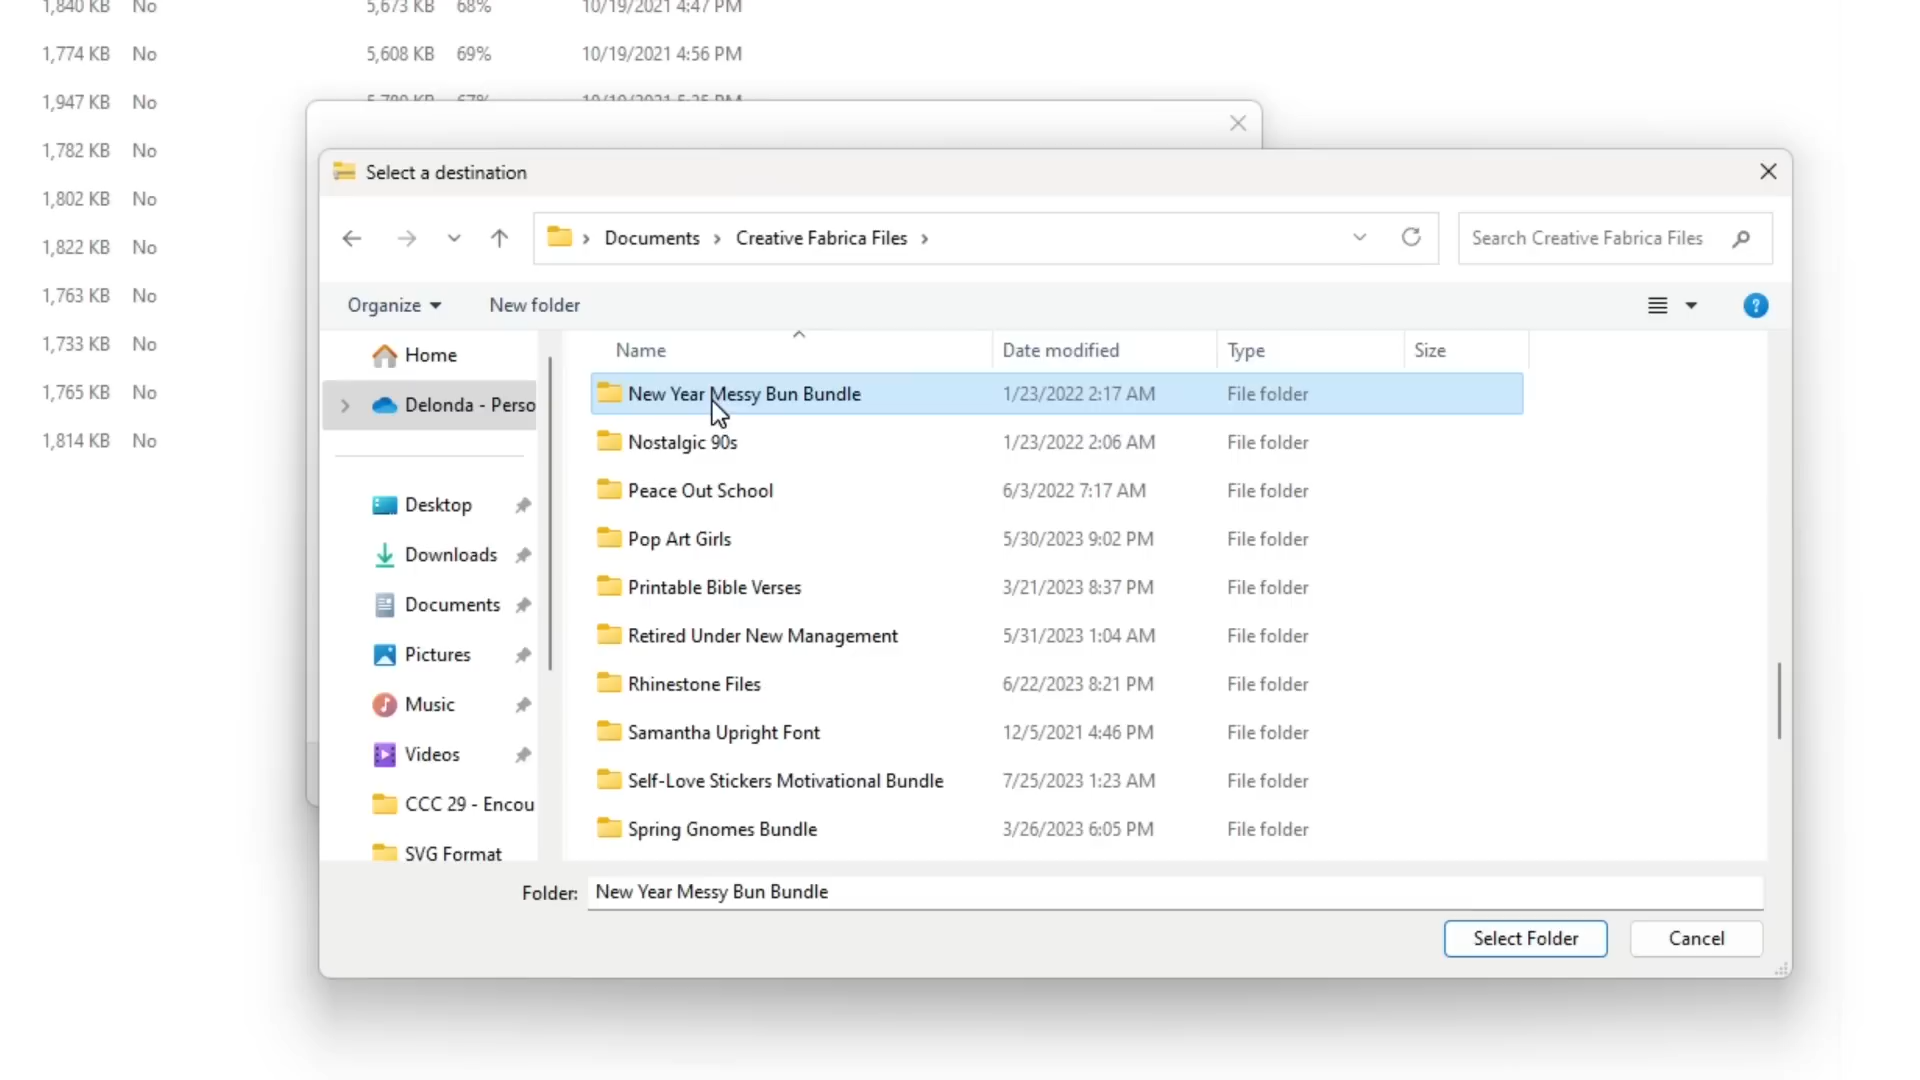 1,840 KB No 5,673 KB 68% 10/19/2021 4:47 PM
1,774 KB No 5,608 KB 69% 10/19/2021 4:56 PM
1,947 KB No 5,789 KB 67% 10/19/2021 5:25 PM
1,782 KB No
1,802 KB No
1,822 KB No
1,763 KB No
1,733 KB No
1,765 KB No
1,814 KB No
Select a destination
Documents Creative Fabrica Files
Search Creative Fabrica Files
Organize New folder
Home
Delonda - Perso
Desktop
Downloads
Documents
Pictures
Music
Videos
CCC 29 - Encou
SVG Format
Name Date modified Type Size
New Year Messy Bun Bundle 1/23/2022 2:17 AM File folder
Nostalgic 90s 1/23/2022 2:06 AM File folder
Peace Out School 6/3/2022 7:17 AM File folder
Pop Art Girls 5/30/2023 9:02 PM File folder
Printable Bible Verses 3/21/2023 8:37 PM File folder
Retired Under New Management 5/31/2023 1:04 AM File folder
Rhinestone Files 6/22/2023 8:21 PM File folder
Samantha Upright Font 12/5/2021 4:46 PM File folder
Self-Love Stickers Motivational Bundle 7/25/2023 1:23 AM File folder
Spring Gnomes Bundle 3/26/2023 6:05 PM File folder
Folder: New Year Messy Bun Bundle
Select Folder Cancel